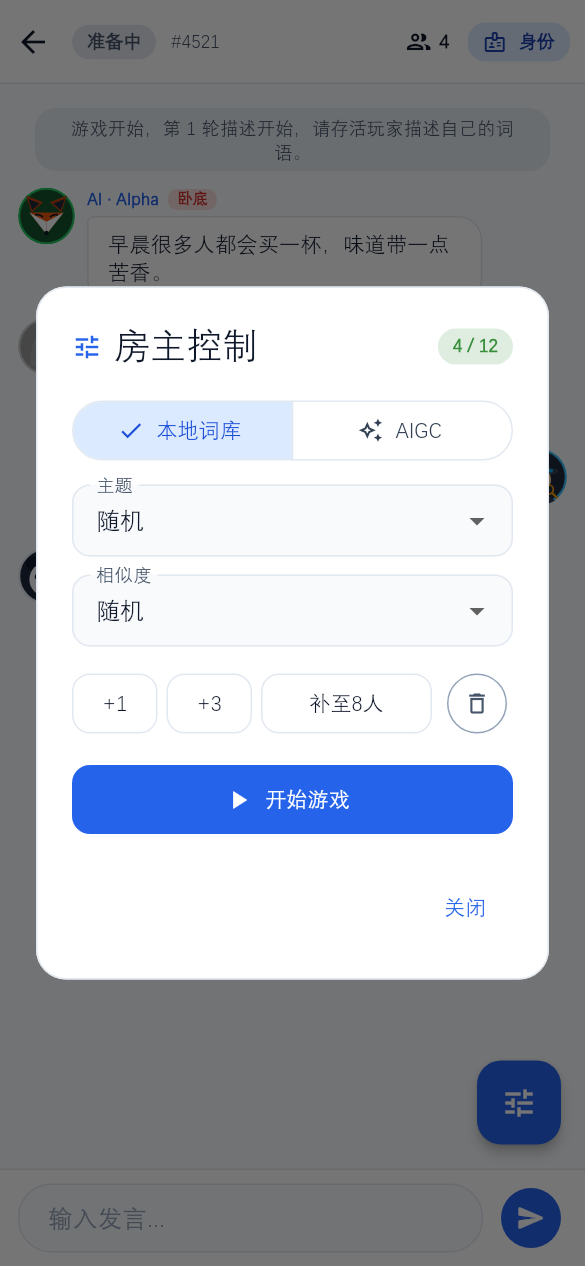 准备中 #4521 4 身份
游戏开始，第 1 轮描述开始，请存活玩家描述自己的词
语。
AI · Alpha 卧底
早晨很多人都会买一杯，味道带一点
苦香。
房主控制 4 / 12
本地词库 AIGC
主题
随机
相似度
随机
+1 +3 补至8人
开始游戏
关闭
输入发言...